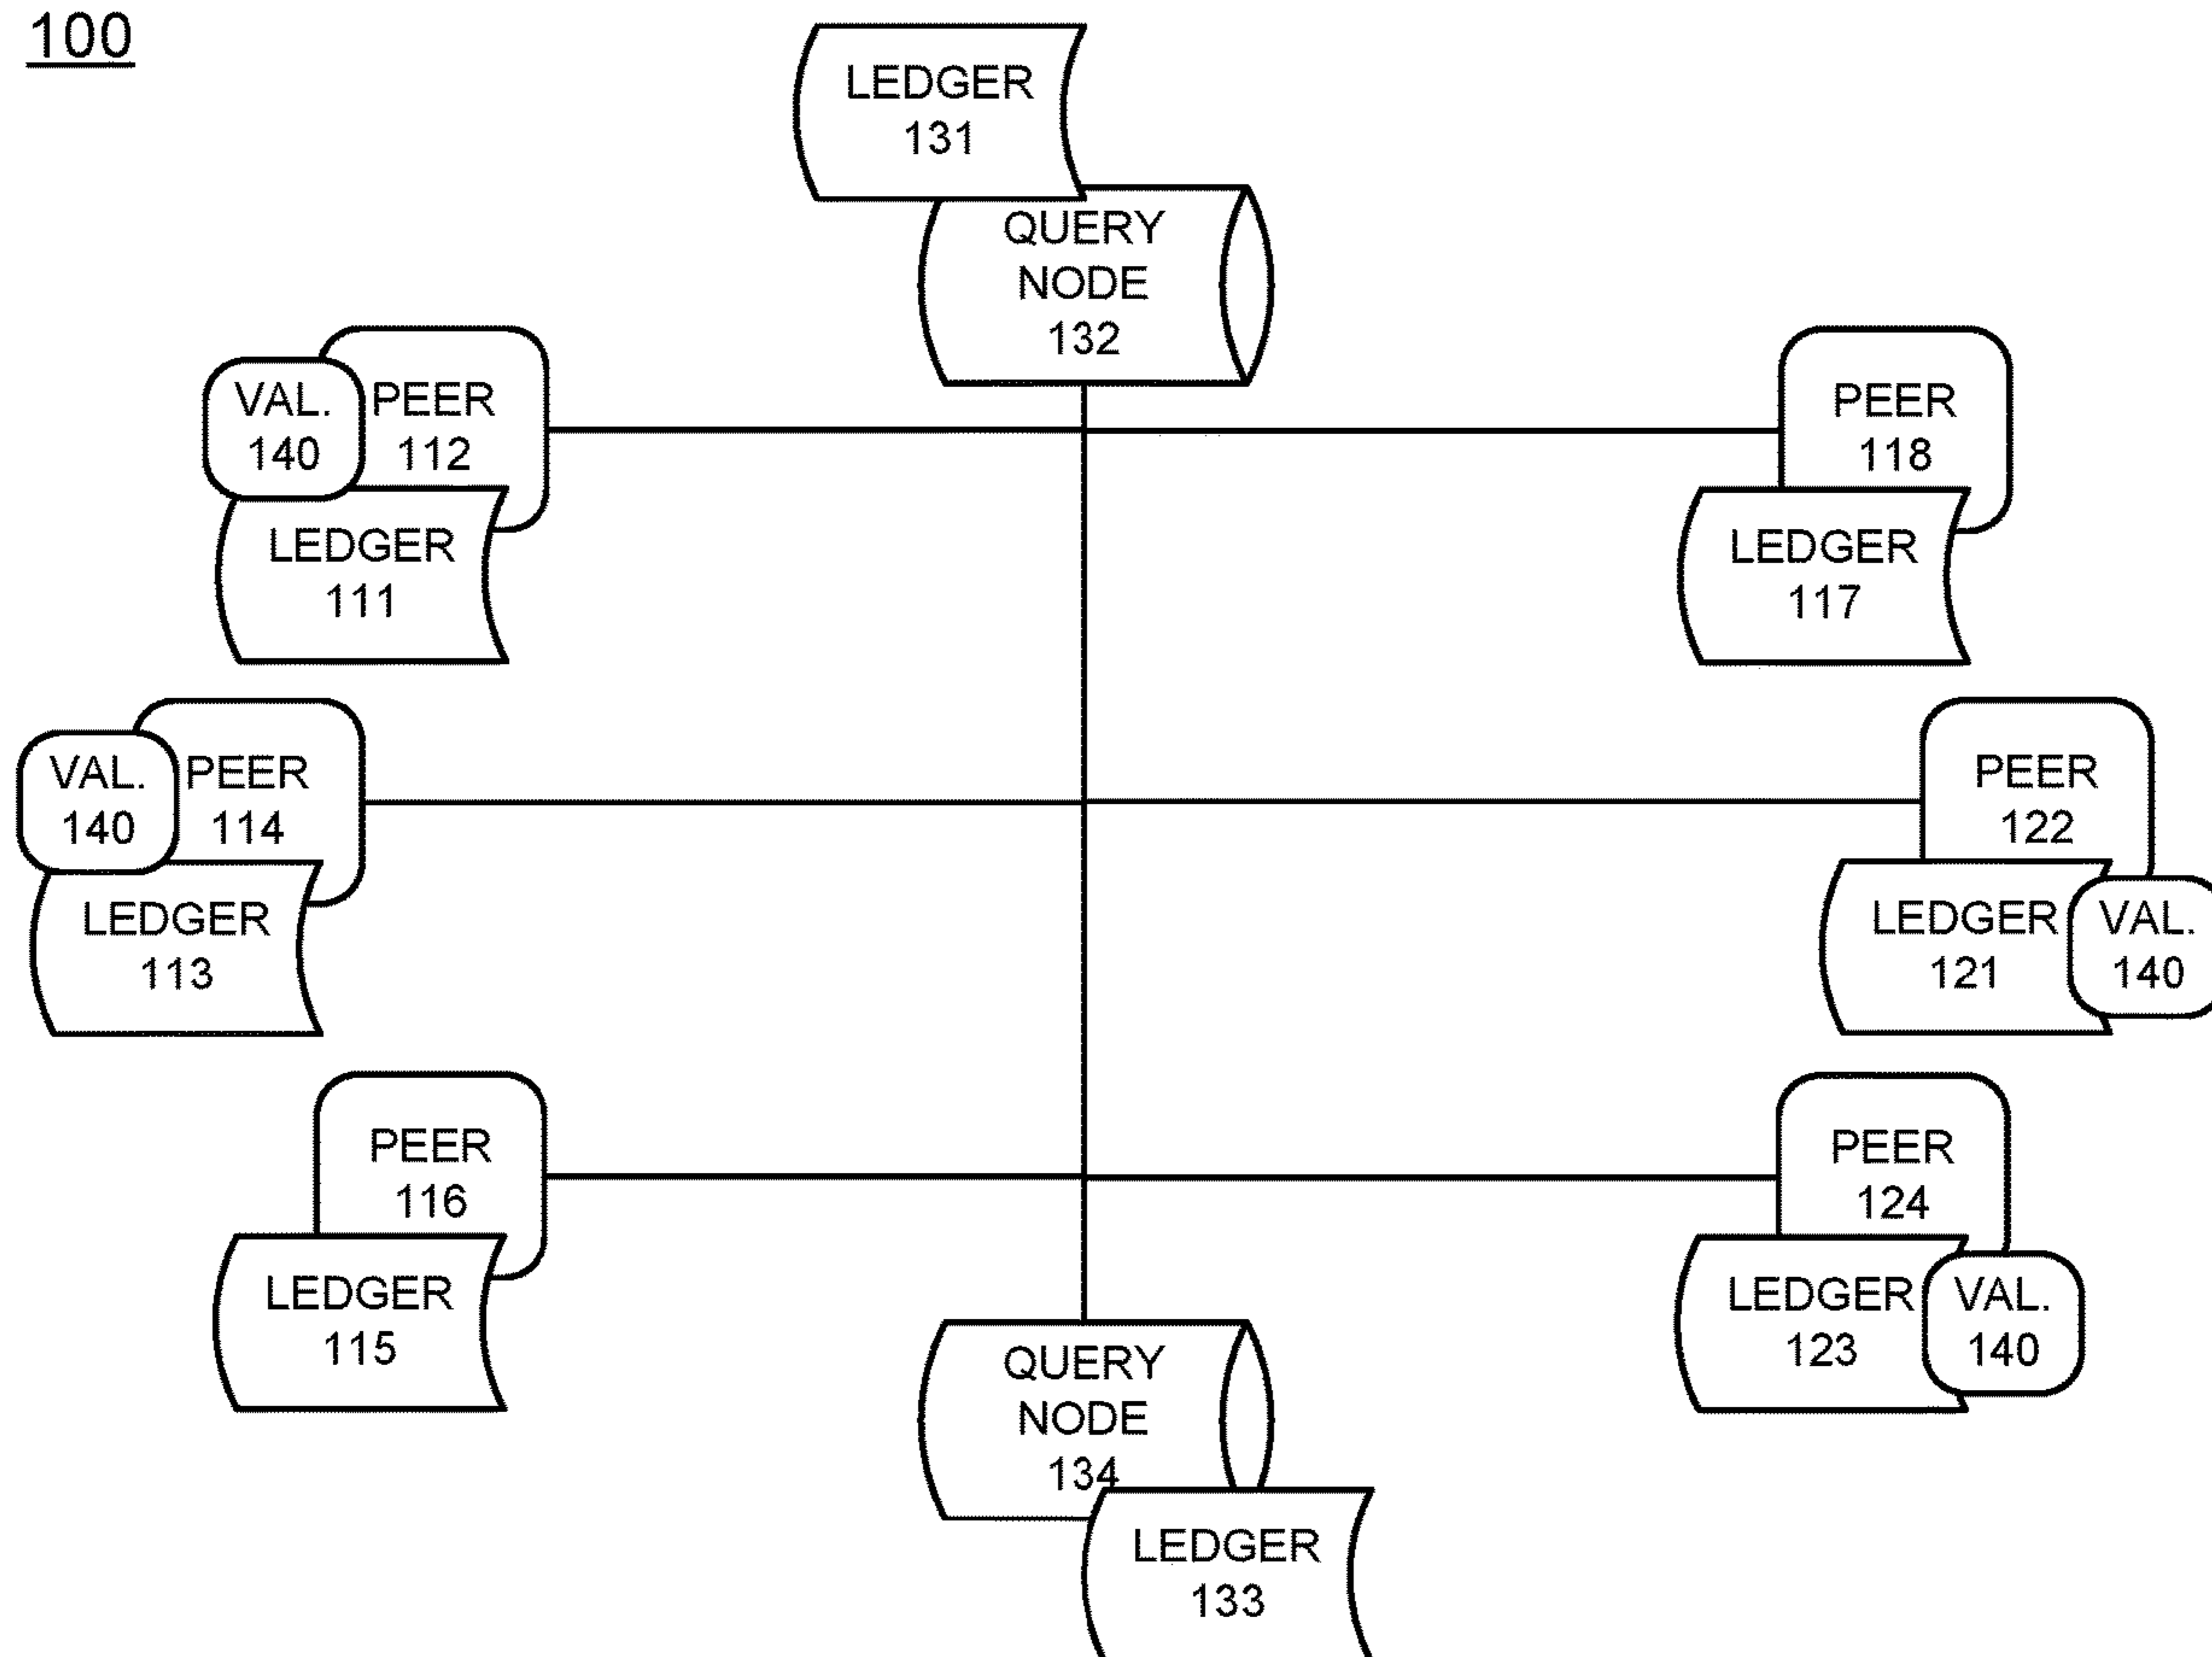 100
LEDGER
131
QUERY
NODE
132
VAL.
140
PEER
112
LEDGER
111
PEER
118
LEDGER
117
VAL.
140
PEER
114
LEDGER
113
PEER
122
LEDGER
121
VAL.
140
PEER
116
LEDGER
115
PEER
124
LEDGER
123
VAL.
140
QUERY
NODE
134
LEDGER
133